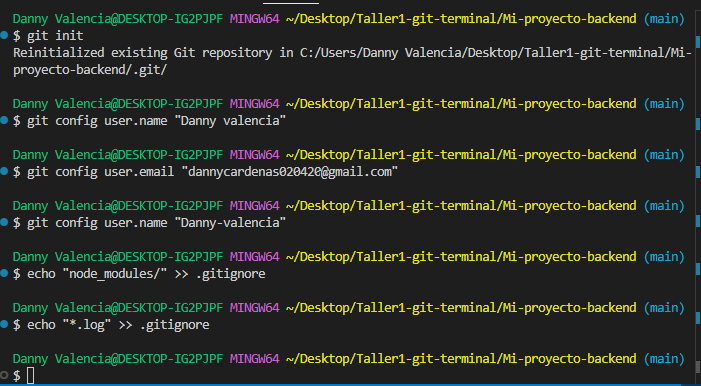 Danny Valencia@DESKTOP-IG2PJPF MINGW64 ~/Desktop/Taller1-git-terminal/Mi-proyecto-backend (main)
$ git init
Reinitialized existing Git repository in C:/Users/Danny Valencia/Desktop/Taller1-git-terminal/Mi-
proyecto-backend/.git/
Danny Valencia@DESKTOP-IG2PJPF MINGW64 ~/Desktop/Taller1-git-terminal/Mi-proyecto-backend (main)
$ git config user.name "Danny valencia"
Danny Valencia@DESKTOP-IG2PJPF MINGW64 ~/Desktop/Taller1-git-terminal/Mi-proyecto-backend (main)
$ git config user.email "dannycardenas020420@gmail.com"
Danny Valencia@DESKTOP-IG2PJPF MINGW64 ~/Desktop/Taller1-git-terminal/Mi-proyecto-backend (main)
$ git config user.name "Danny-valencia"
Danny Valencia@DESKTOP-IG2PJPF MINGW64 ~/Desktop/Taller1-git-terminal/Mi-proyecto-backend (main)
$ echo "node_modules/" >> .gitignore
Danny Valencia@DESKTOP-IG2PJPF MINGW64 ~/Desktop/Taller1-git-terminal/Mi-proyecto-backend (main)
$ echo "*.log" >> .gitignore
Danny Valencia@DESKTOP-IG2PJPF MINGW64 ~/Desktop/Taller1-git-terminal/Mi-proyecto-backend (main)
$